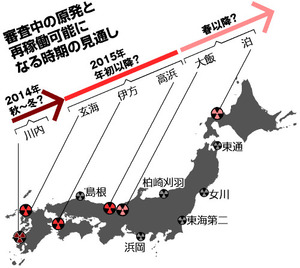 審査中の原発と
再稼働可能に
なる時期の見通し
2014年
秋～冬?
2015年
年初以降?
春以降?
川内
玄海
伊方
高浜
大飯
泊
東通
島根
柏崎刈羽
女川
東海第二
浜岡